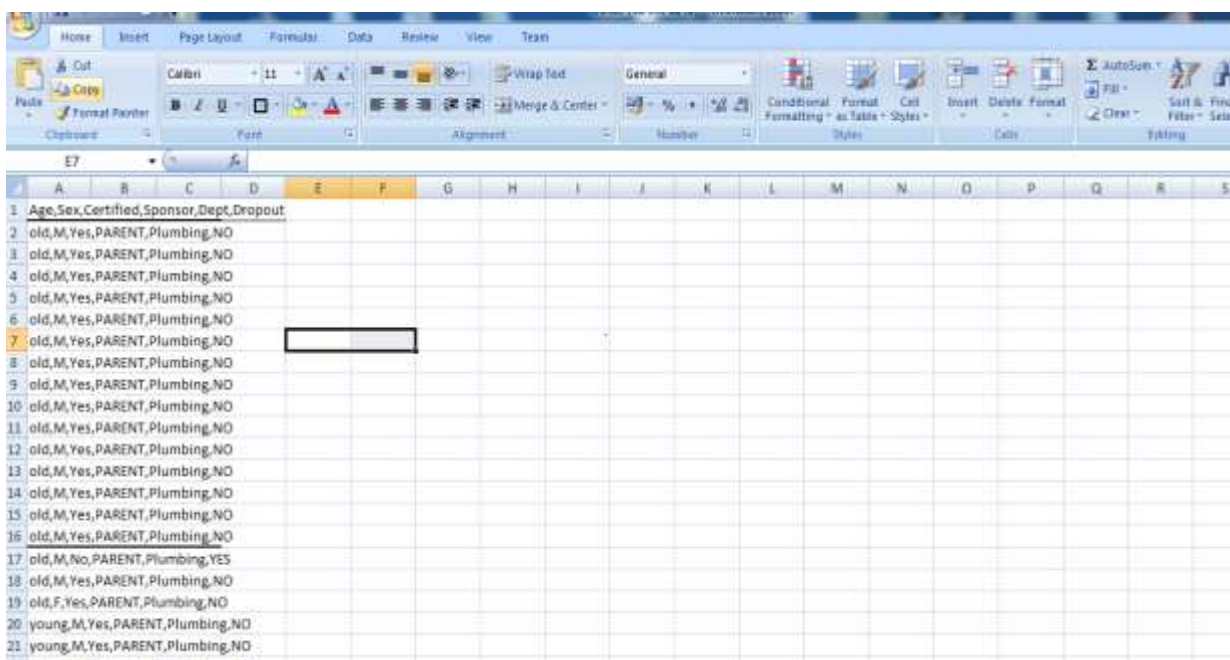 Home Insert Page Layout Formulas Data Review View Team
Cut
Copy
Format Painter
Paste
Calibri 11 A A
Wrap Text
General
B I U A
Merge & Center
%
Conditional Formatting
Format as Table
Cell Styles
Insert Delete Format
Σ AutoSum
Fill
Clear
Sort & Filter
Clipboard Font Alignment Number Styles Cells Editing
E7 fx
A B C D E F G H I J K L M N O P Q R S
1 Age,Sex,Certified,Sponsor,Dept,Dropout
2 old,M,Yes,PARENT,Plumbing,NO
3 old,M,Yes,PARENT,Plumbing,NO
4 old,M,Yes,PARENT,Plumbing,NO
5 old,M,Yes,PARENT,Plumbing,NO
6 old,M,Yes,PARENT,Plumbing,NO
7 old,M,Yes,PARENT,Plumbing,NO
8 old,M,Yes,PARENT,Plumbing,NO
9 old,M,Yes,PARENT,Plumbing,NO
10 old,M,Yes,PARENT,Plumbing,NO
11 old,M,Yes,PARENT,Plumbing,NO
12 old,M,Yes,PARENT,Plumbing,NO
13 old,M,Yes,PARENT,Plumbing,NO
14 old,M,Yes,PARENT,Plumbing,NO
15 old,M,Yes,PARENT,Plumbing,NO
16 old,M,Yes,PARENT,Plumbing,NO
17 old,M,No,PARENT,Plumbing,YES
18 old,M,Yes,PARENT,Plumbing,NO
19 old,F,Yes,PARENT,Plumbing,NO
20 young,M,Yes,PARENT,Plumbing,NO
21 young,M,Yes,PARENT,Plumbing,NO